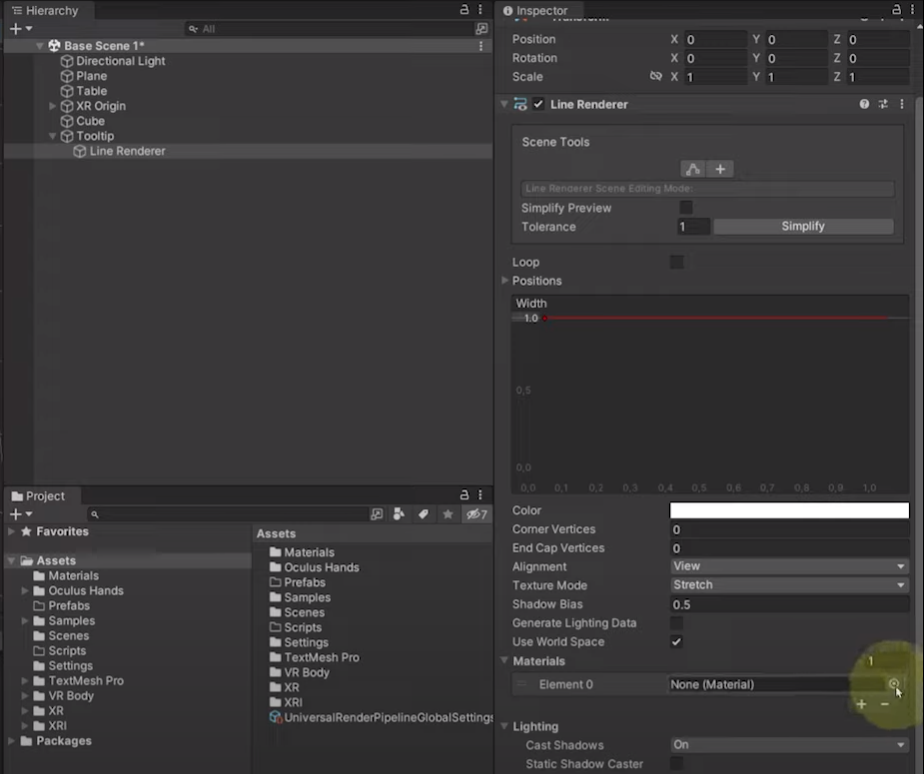 Hierarchy
All
Base Scene 1*
Directional Light
Plane
Table
XR Origin
Cube
Tooltip
Line Renderer
Project
Favorites
Assets
Materials
Oculus Hands
Prefabs
Samples
Scenes
Scripts
Settings
TextMesh Pro
VR Body
XR
XRI
Packages
7
Assets
Materials
Oculus Hands
Prefabs
Samples
Scenes
Scripts
Settings
TextMesh Pro
VR Body
XR
XRI
UniversalRenderPipelineGlobalSettings
Inspector
Position X 0 Y 0 Z 0
Rotation X 0 Y 0 Z 0
Scale X 1 Y 1 Z 1
Line Renderer
Scene Tools
Line Renderer Scene Editing Mode:
Simplify Preview
Tolerance 1 Simplify
Loop
Positions
Width
1.0
0,5
0,0
0,0 0,1 0,2 0,3 0,4 0,5 0,6 0,7 0,8 0,9 1,0
Color
Corner Vertices 0
End Cap Vertices 0
Alignment View
Texture Mode Stretch
Shadow Bias 0.5
Generate Lighting Data
Use World Space
Materials 1
Element 0 None (Material)
Lighting
Cast Shadows On
Static Shadow Caster